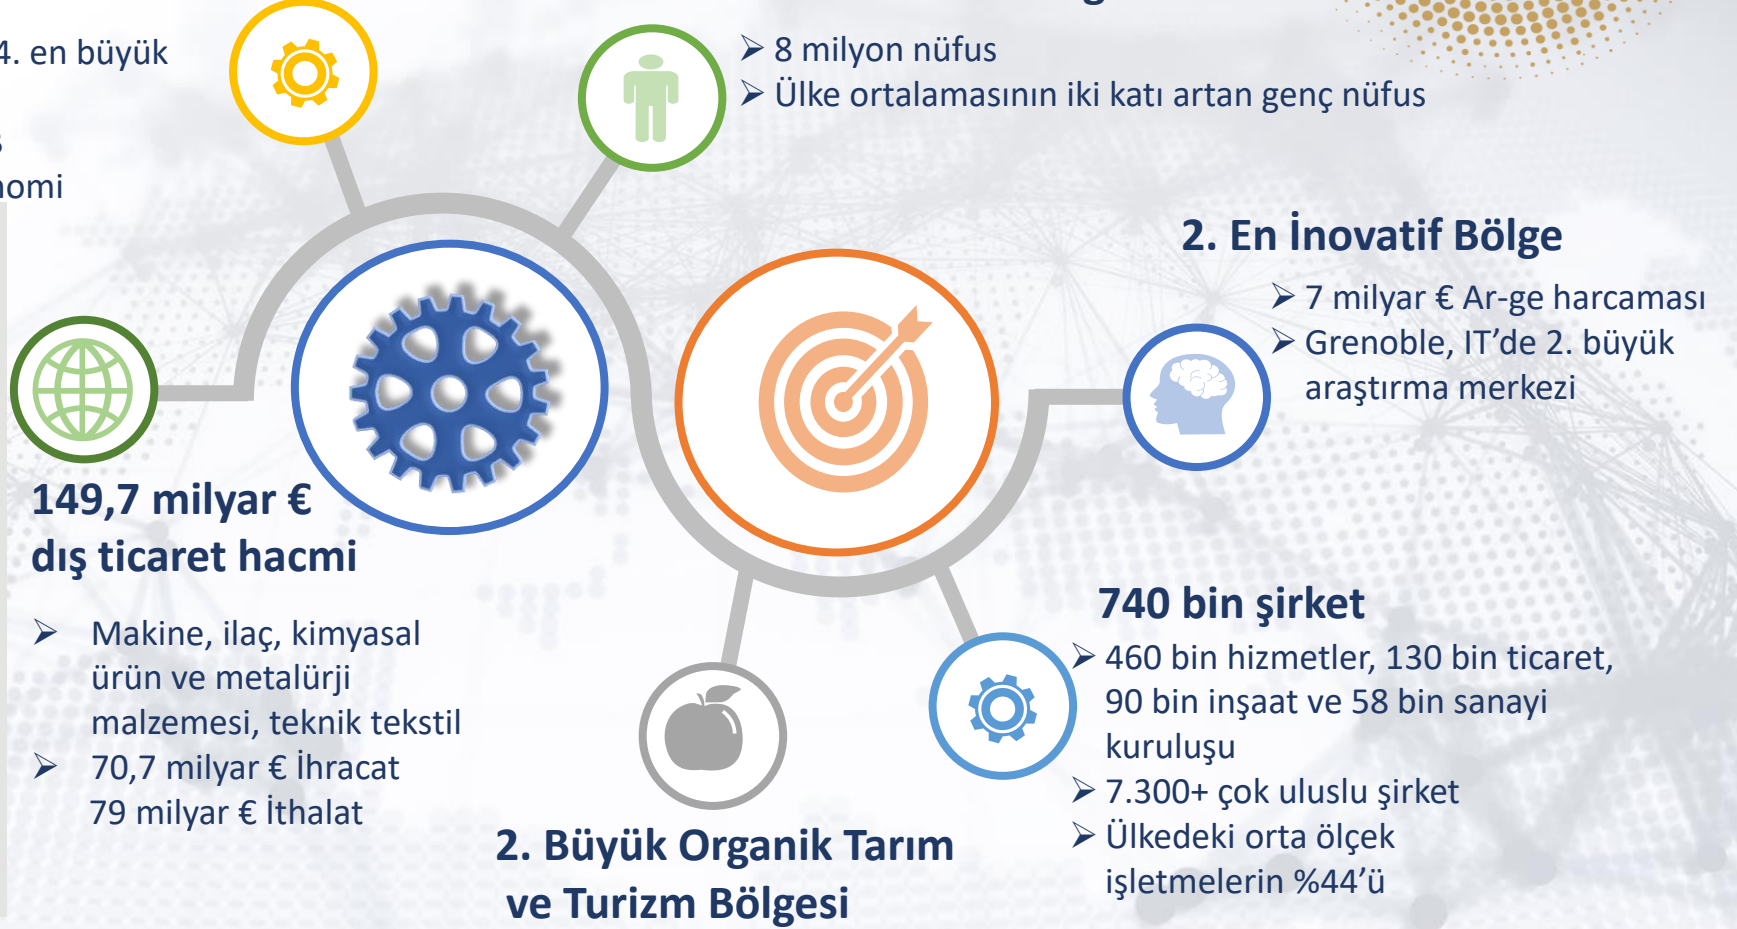 4. en büyük
nomi
➢ 8 milyon nüfus
➢ Ülke ortalamasının iki katı artan genç nüfus
2. En İnovatif Bölge
➢ 7 milyar € Ar-ge harcaması
➢ Grenoble, IT’de 2. büyük
araştırma merkezi
149,7 milyar €
dış ticaret hacmi
➢ Makine, ilaç, kimyasal
ürün ve metalürji
malzemesi, teknik tekstil
➢ 70,7 milyar € İhracat
79 milyar € İthalat
2. Büyük Organik Tarım
ve Turizm Bölgesi
740 bin şirket
➢ 460 bin hizmetler, 130 bin ticaret,
90 bin inşaat ve 58 bin sanayi
kuruluşu
➢ 7.300+ çok uluslu şirket
➢ Ülkedeki orta ölçek
işletmelerin %44’ü